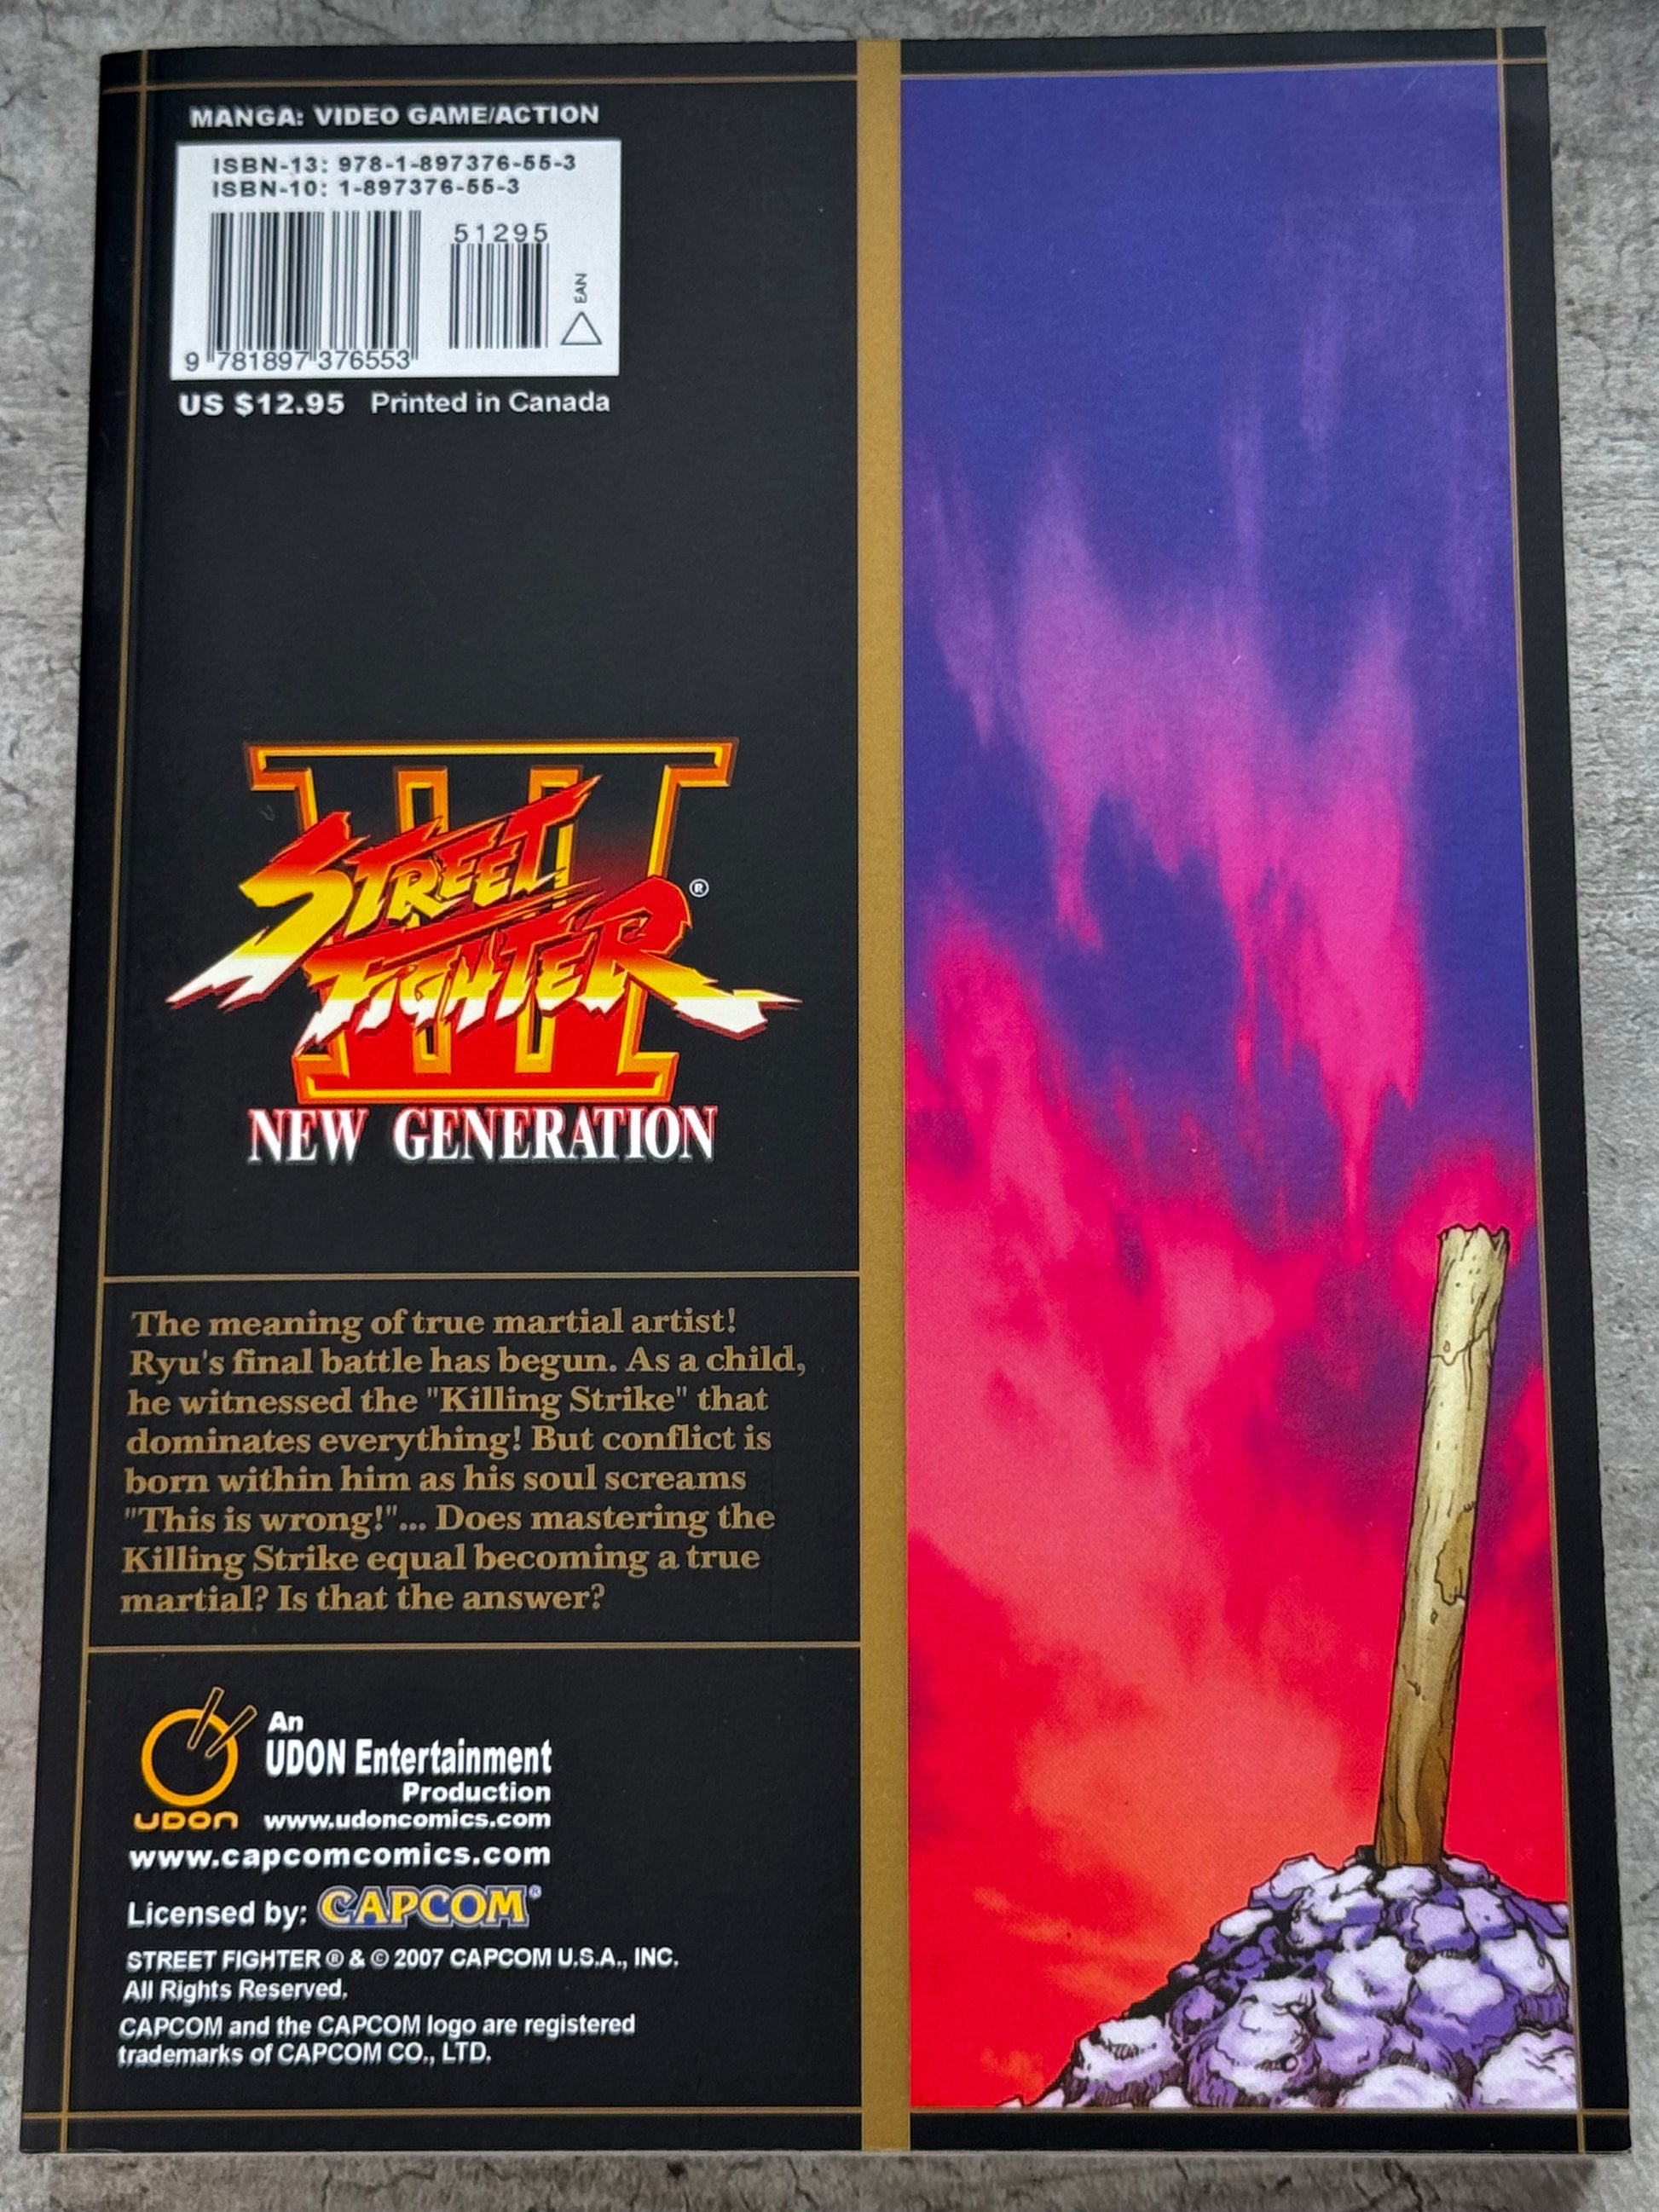 MANGA: VIDEO GAME/ACTION
ISBN-13: 978-1-897376-55-3
ISBN-10: 1-897376-55-3
51295
EAN
9 781897 376553
US $12.95 Printed in Canada
III
STREET
FIGHTER ®
NEW GENERATION
The meaning of true martial artist!
Ryu's final battle has begun. As a child,
he witnessed the "Killing Strike" that
dominates everything! But conflict is
born within him as his soul screams
"This is wrong!"... Does mastering the
Killing Strike equal becoming a true
martial? Is that the answer?
An
UDON Entertainment
Production
UDON www.udoncomics.com
www.capcomcomics.com
Licensed by: CAPCOM®
STREET FIGHTER ® & © 2007 CAPCOM U.S.A., INC.
All Rights Reserved.
CAPCOM and the CAPCOM logo are registered
trademarks of CAPCOM CO., LTD.